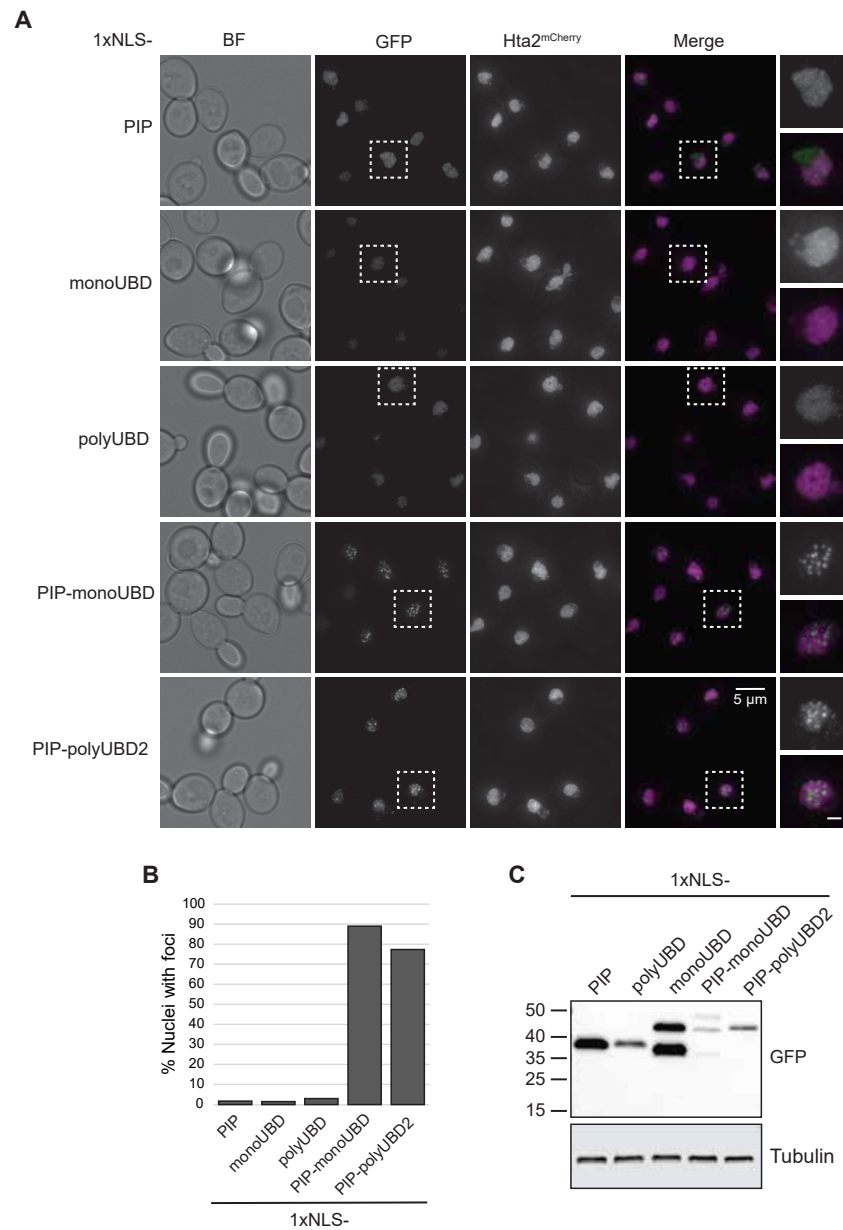 A
1xNLS- BF GFP Hta2mCherry Merge
PIP
monoUBD
polyUBD
PIP-monoUBD
PIP-polyUBD2
5 µm
B
% Nuclei with foci
100
90
80
70
60
50
40
30
20
10
0
PIP
monoUBD
polyUBD
PIP-monoUBD
PIP-polyUBD2
1xNLS-
C
1xNLS-
PIP
polyUBD
monoUBD
PIP-monoUBD
PIP-polyUBD2
50
40
35
25
15
GFP
Tubulin